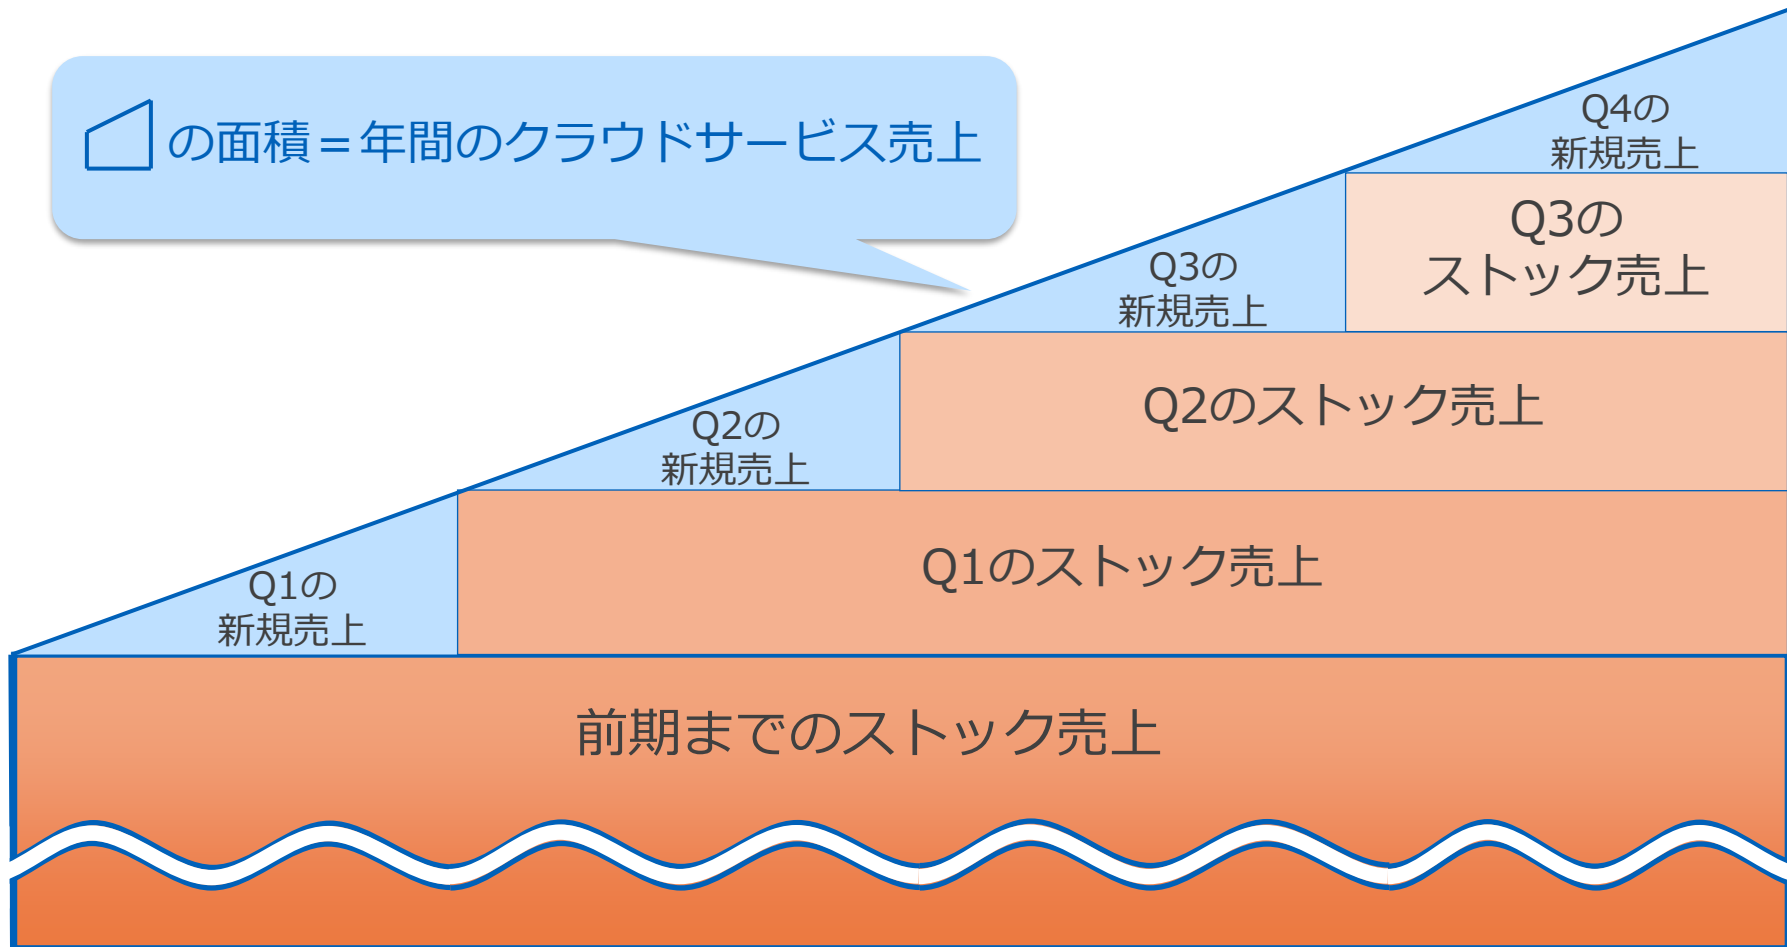 の面積＝年間のクラウドサービス売上
Q4の
新規売上
Q3の
ストック売上
Q3の
新規売上
Q2のストック売上
Q2の
新規売上
Q1のストック売上
Q1の
新規売上
前期までのストック売上